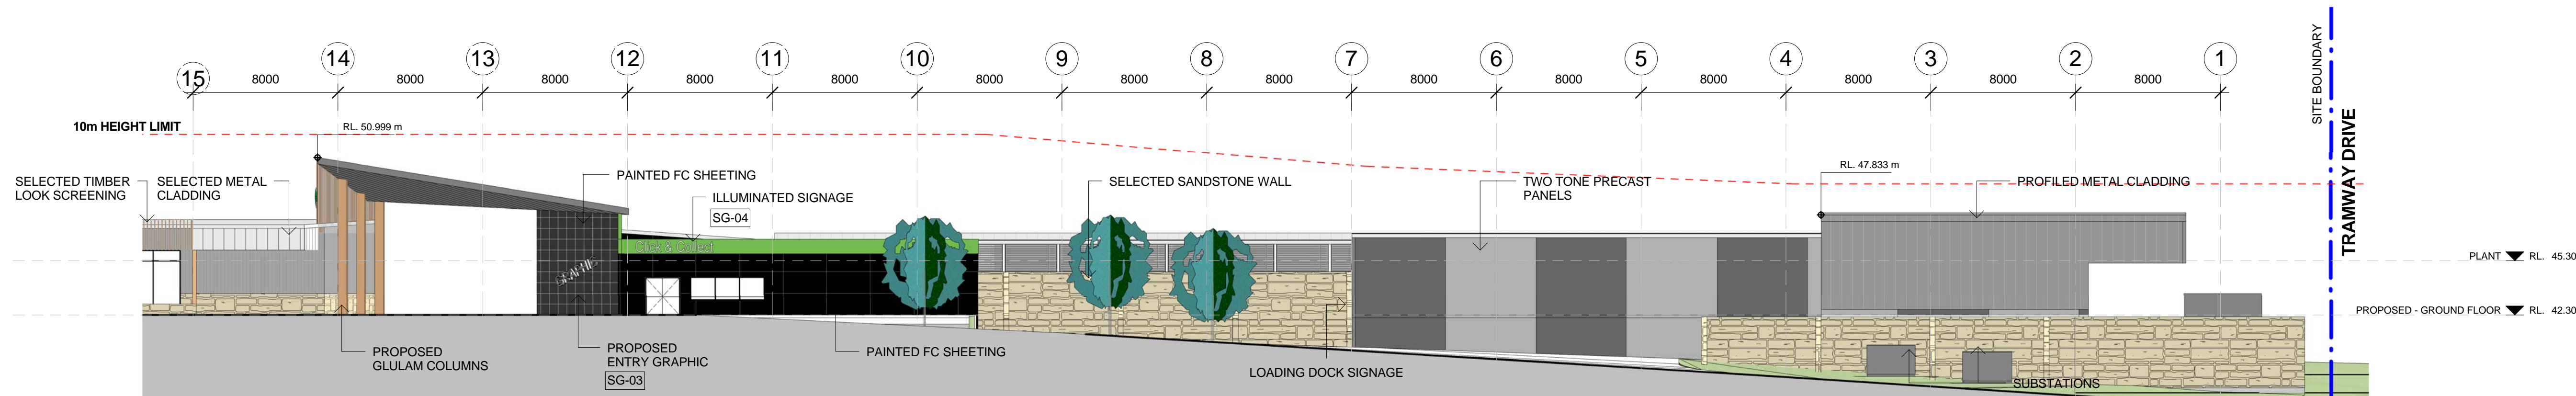 SITE BOUNDARY
TRAMWAY DRIVE
15
14
13
12
11
10
9
8
7
6
5
4
3
2
1
8000
8000
8000
8000
8000
8000
8000
8000
8000
8000
8000
8000
8000
8000
10m HEIGHT LIMIT
RL. 50.999 m
RL. 47.833 m
SELECTED TIMBER
LOOK SCREENING
SELECTED METAL
CLADDING
PAINTED FC SHEETING
ILLUMINATED SIGNAGE
SG-04
SELECTED SANDSTONE WALL
TWO TONE PRECAST
PANELS
PROFILED METAL CLADDING
Click & Collect
GRAPHIC
PLANT
RL. 45.30
PROPOSED - GROUND FLOOR
RL. 42.30
PROPOSED
GLULAM COLUMNS
PROPOSED
ENTRY GRAPHIC
SG-03
PAINTED FC SHEETING
LOADING DOCK SIGNAGE
SUBSTATIONS